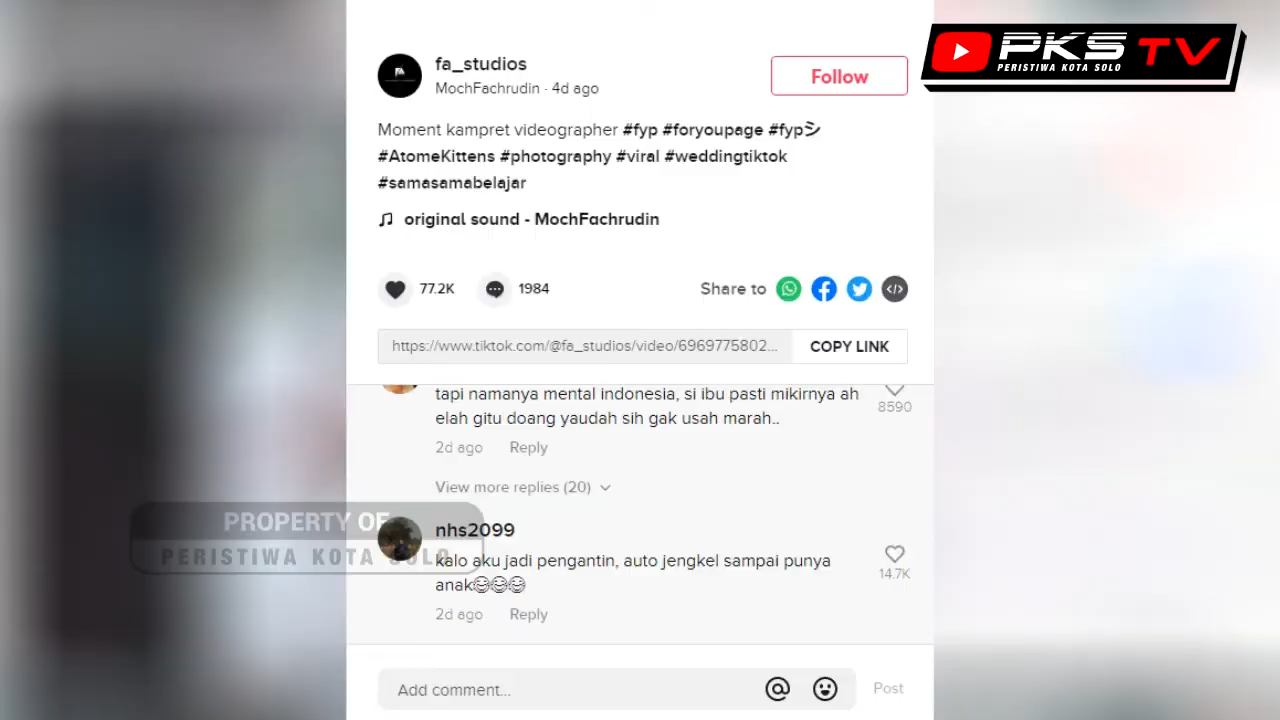 PKS TV
PERISTIWA KOTA SOLO
fa_studios
MochFachrudin · 4d ago
Follow
Moment kampret videographer #fyp #foryoupage #fypシ
#AtomeKittens #photography #viral #weddingtiktok
#samasamabelajar
♫ original sound - MochFachrudin
77.2K
1984
Share to
https://www.tiktok.com/@fa_studios/video/6969775802...
COPY LINK
tapi namanya mental indonesia, si ibu pasti mikirnya ah
elah gitu doang yaudah sih gak usah marah..
8590
2d ago Reply
View more replies (20)
PROPERTY OF
PERISTIWA KOTA SOLO
nhs2099
kalo aku jadi pengantin, auto jengkel sampai punya
anak😊😊😊
14.7K
2d ago Reply
Add comment...
Post